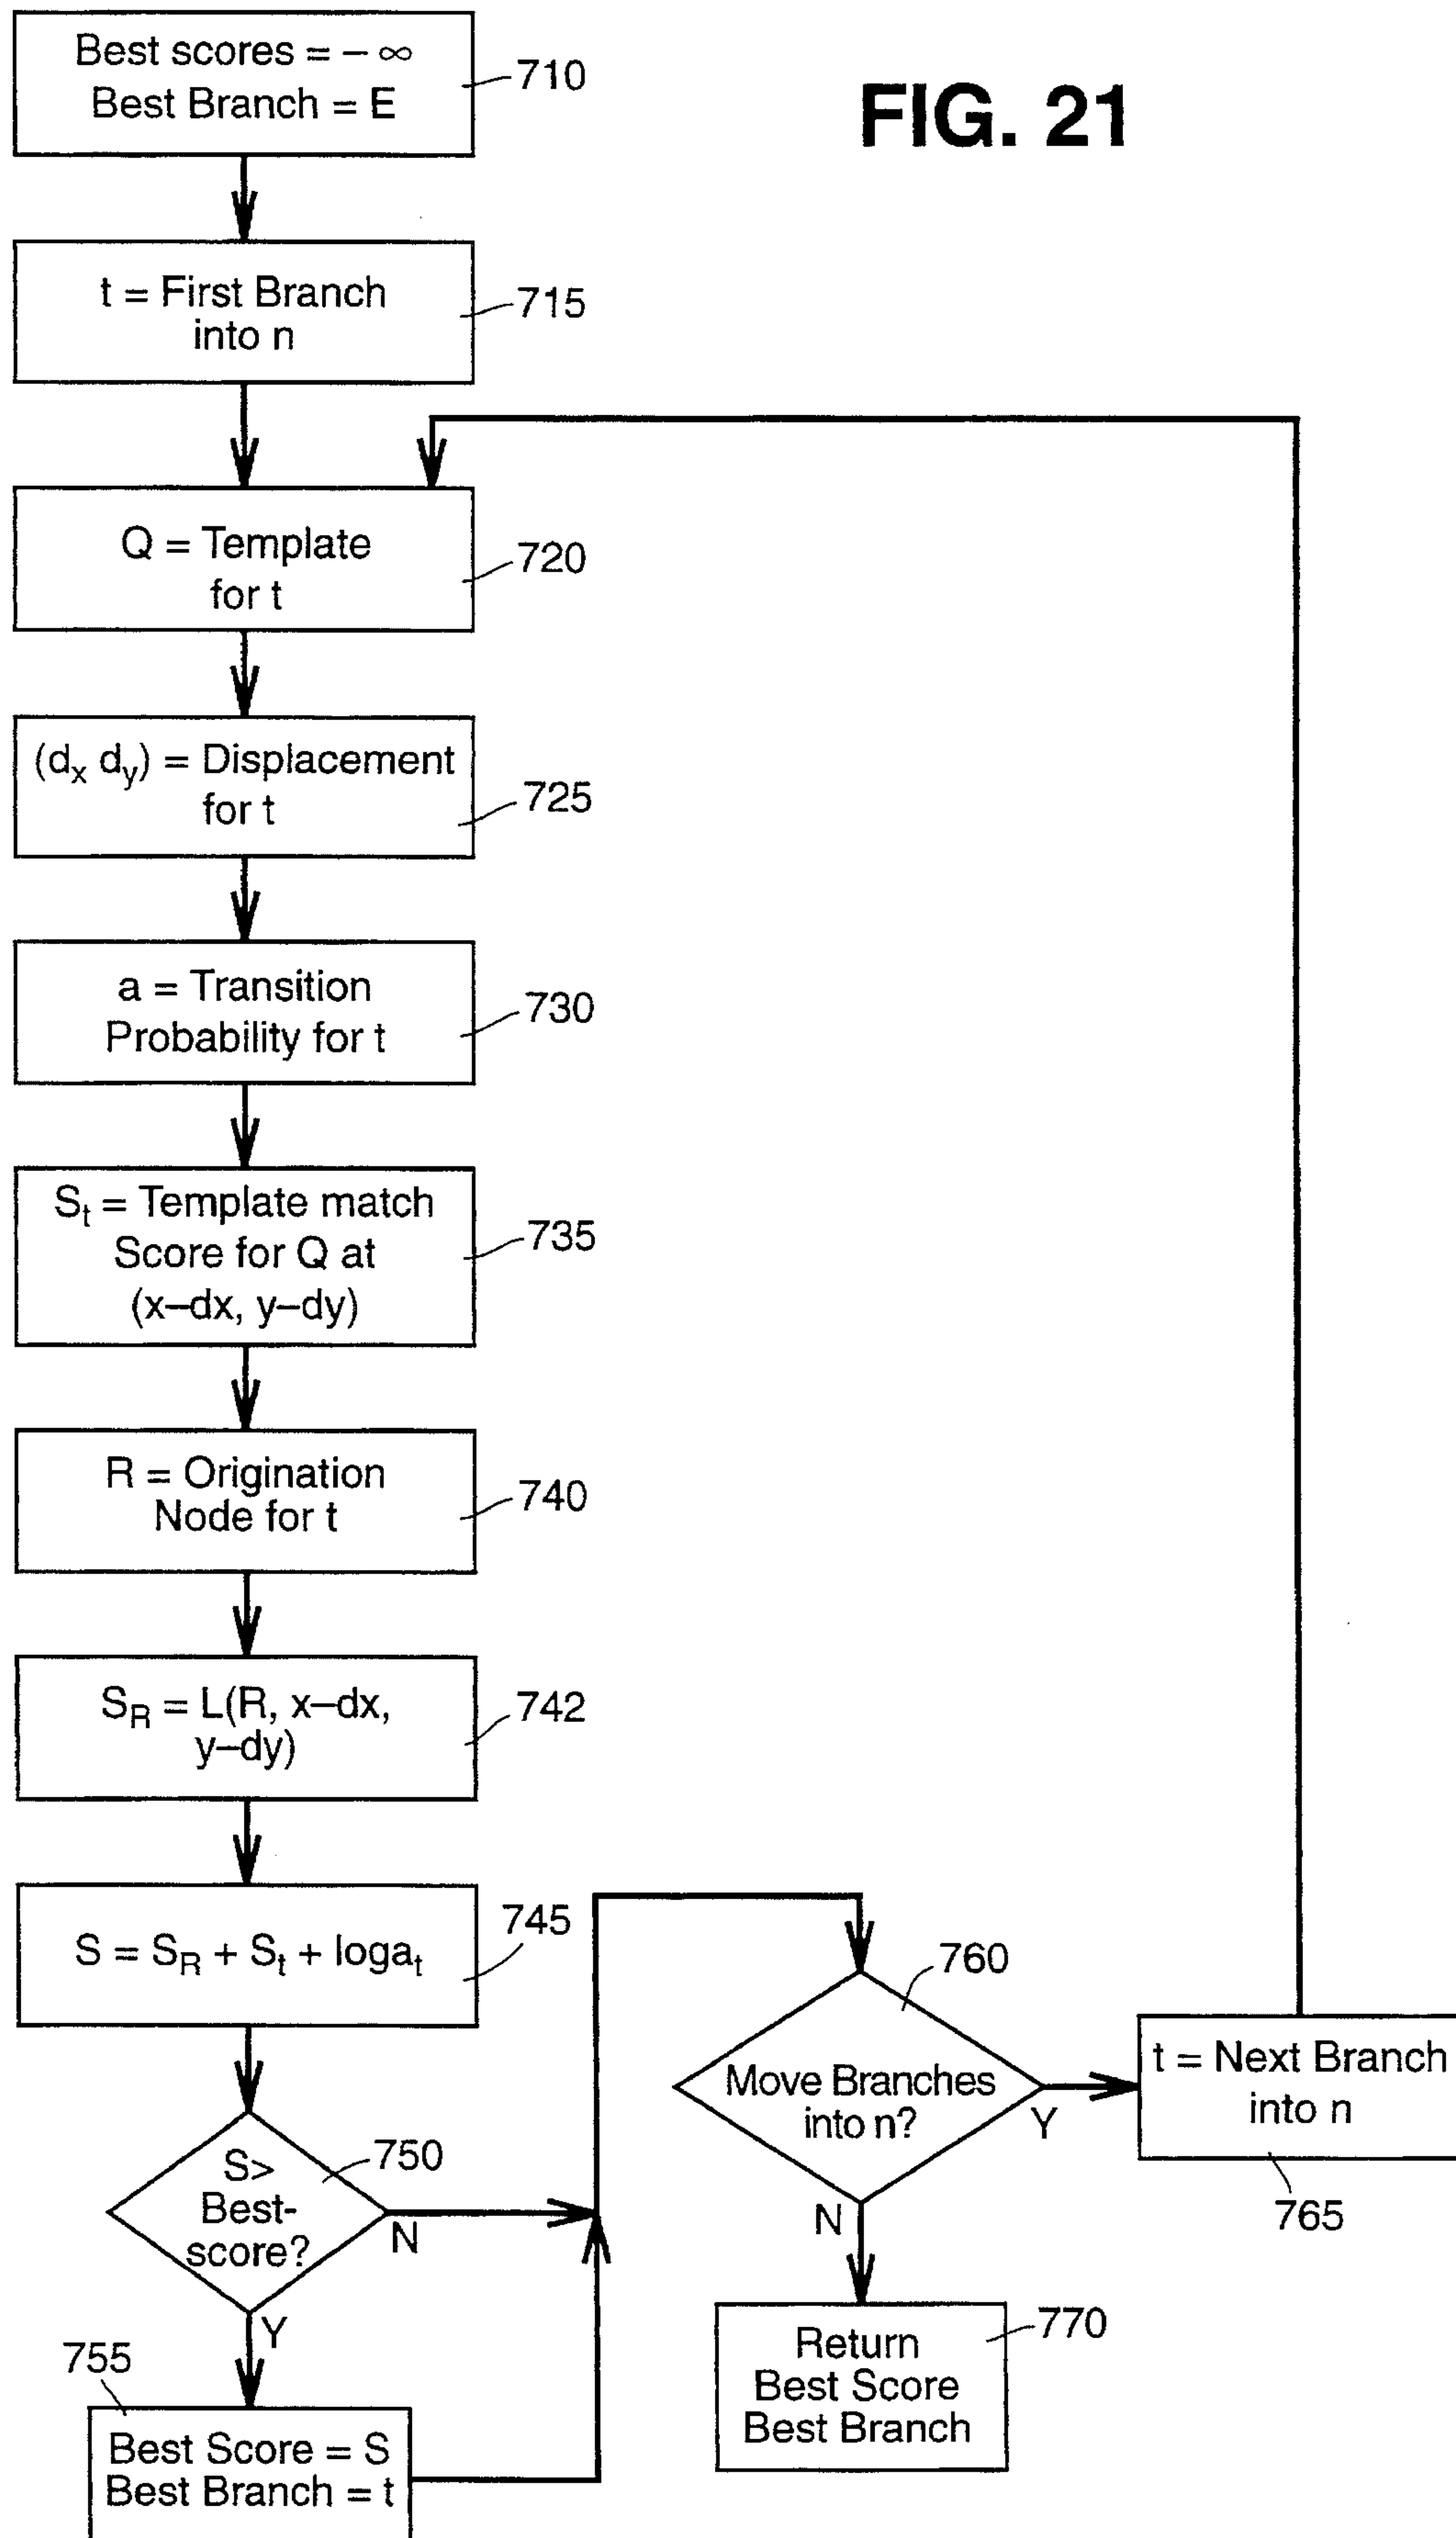 FIG. 21
Best scores = – ∞
Best Branch = E
710
t = First Branch
into n
715
Q = Template
for t
720
(dx dy) = Displacement
for t
725
a = Transition
Probability for t
730
St = Template match
Score for Q at
(x–dx, y–dy)
735
R = Origination
Node for t
740
SR = L(R, x–dx,
y–dy)
742
S = SR + St + logat
745
S>
Best-
score?
750
N
Y
755
Best Score = S
Best Branch = t
760
Move Branches
into n?
Y
N
t = Next Branch
into n
765
Return
Best Score
Best Branch
770